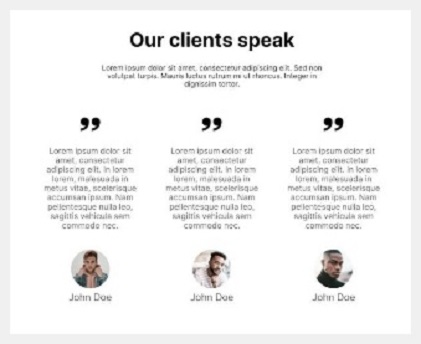 Our clients speak
Lorem ipsum dolor sit amet, consectetur adipiscing elit. Sed non
volutpat turpis. Mauris luctus rutrum mi ut rhoncus. Integer in
dignissim tortor.
Lorem ipsum dolor sit
amet, consectetur
adipiscing elit. In lorem
lorem, malesuada in
metus vitae, scelerisque
accumsan ipsum. Nam
pellentesque nulla leo,
sagittis vehicula sem
commodo nec.
John Doe
Lorem ipsum dolor sit
amet, consectetur
adipiscing elit. In lorem
lorem, malesuada in
metus vitae, scelerisque
accumsan ipsum. Nam
pellentesque nulla leo,
sagittis vehicula sem
commodo nec.
John Doe
Lorem ipsum dolor sit
amet, consectetur
adipiscing elit. In lorem
lorem, malesuada in
metus vitae, scelerisque
accumsan ipsum. Nam
pellentesque nulla leo,
sagittis vehicula sem
commodo nec.
John Doe